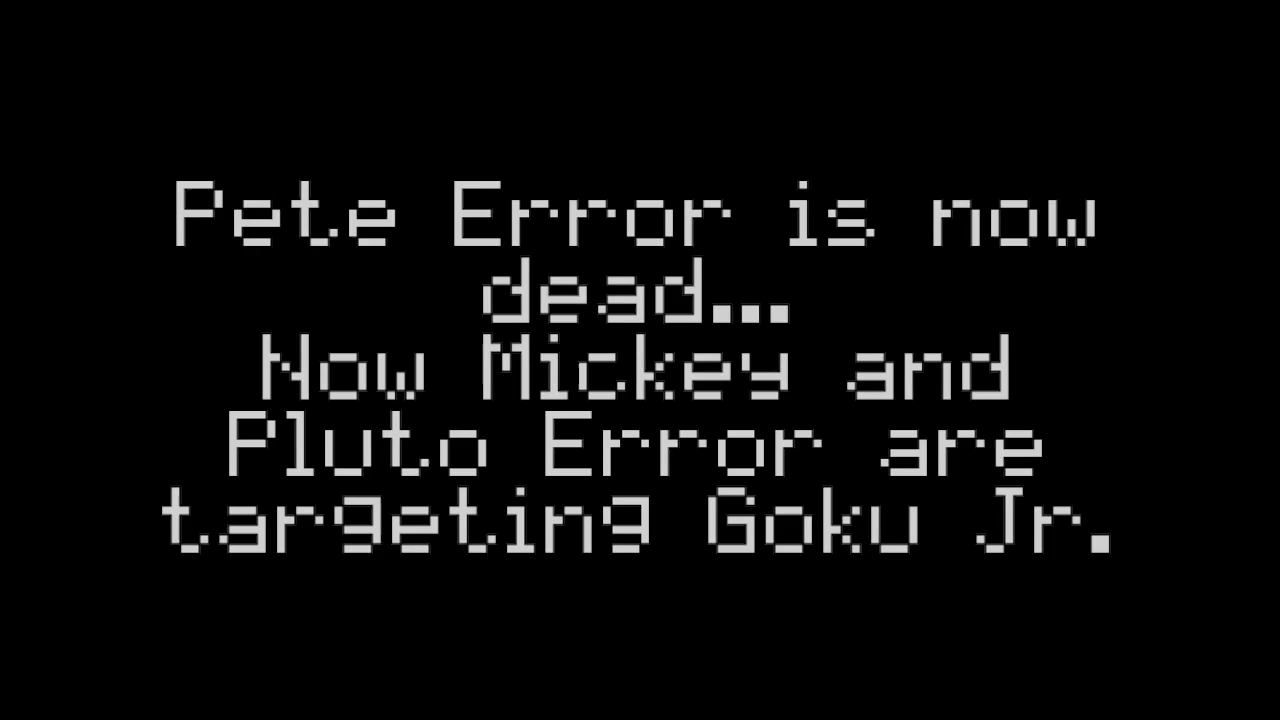 Pete Error is now
dead...
Now Mickey and
Pluto Error are
targeting Goku Jr.